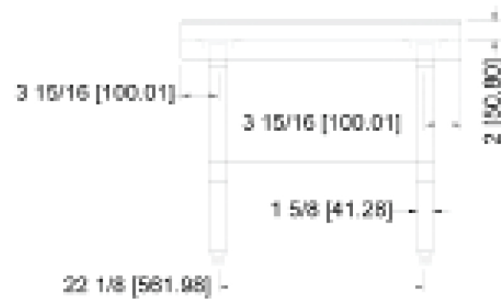 3 15/16 [100.01]
3 15/16 [100.01]
2 [50.80]
1 5/8 [41.28]
22 1/8 [561.98]